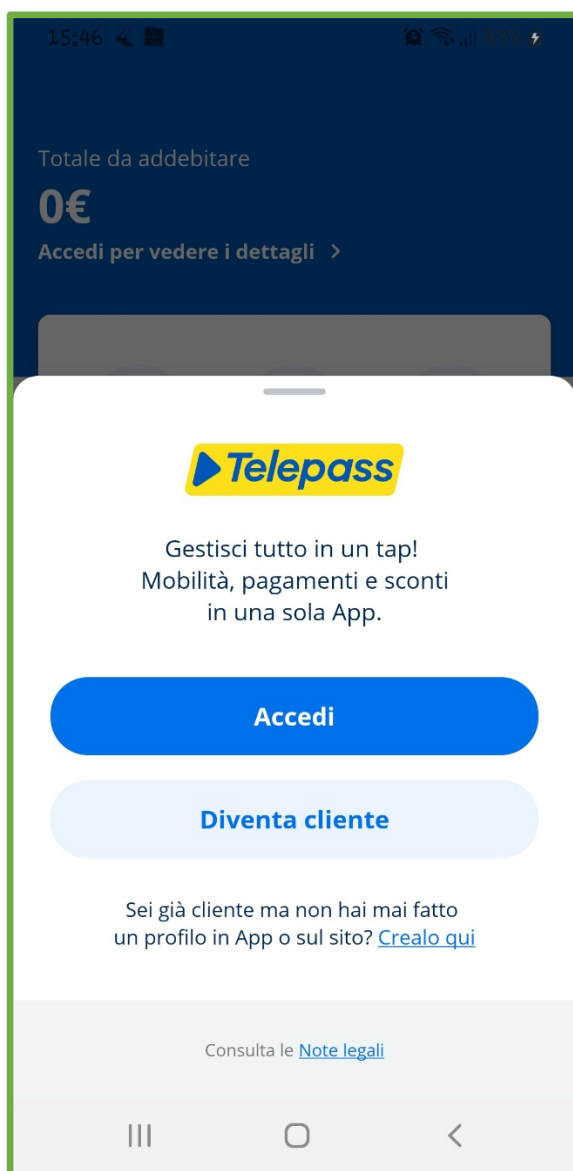 15:46
Totale da addebitare
0€
Accedi per vedere i dettagli >
Telepass
Gestisci tutto in un tap!
Mobilità, pagamenti e sconti
in una sola App.
Accedi
Diventa cliente
Sei già cliente ma non hai mai fatto
un profilo in App o sul sito? Crealo qui
Consulta le Note legali